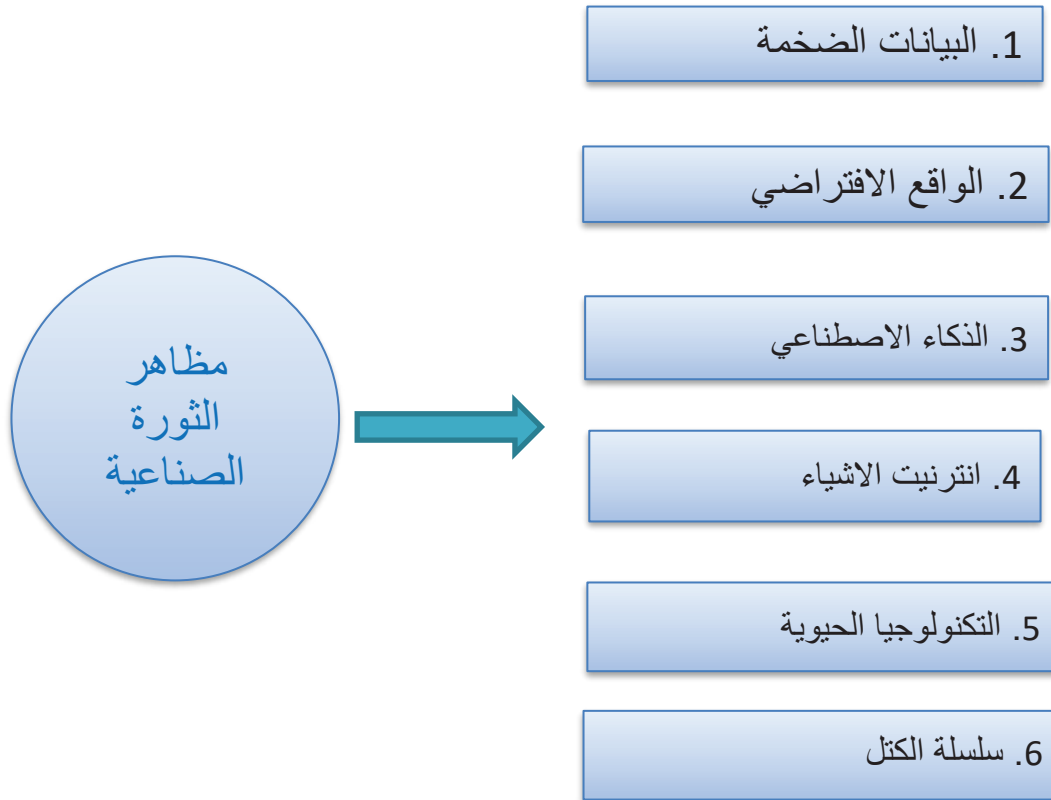 مظاهر
الثورة
الصناعية
1. البيانات الضخمة
2. الواقع الافتراضي
3. الذكاء الاصطناعي
4. انترنيت الاشياء
5. التكنولوجيا الحيوية
6. سلسلة الكتل